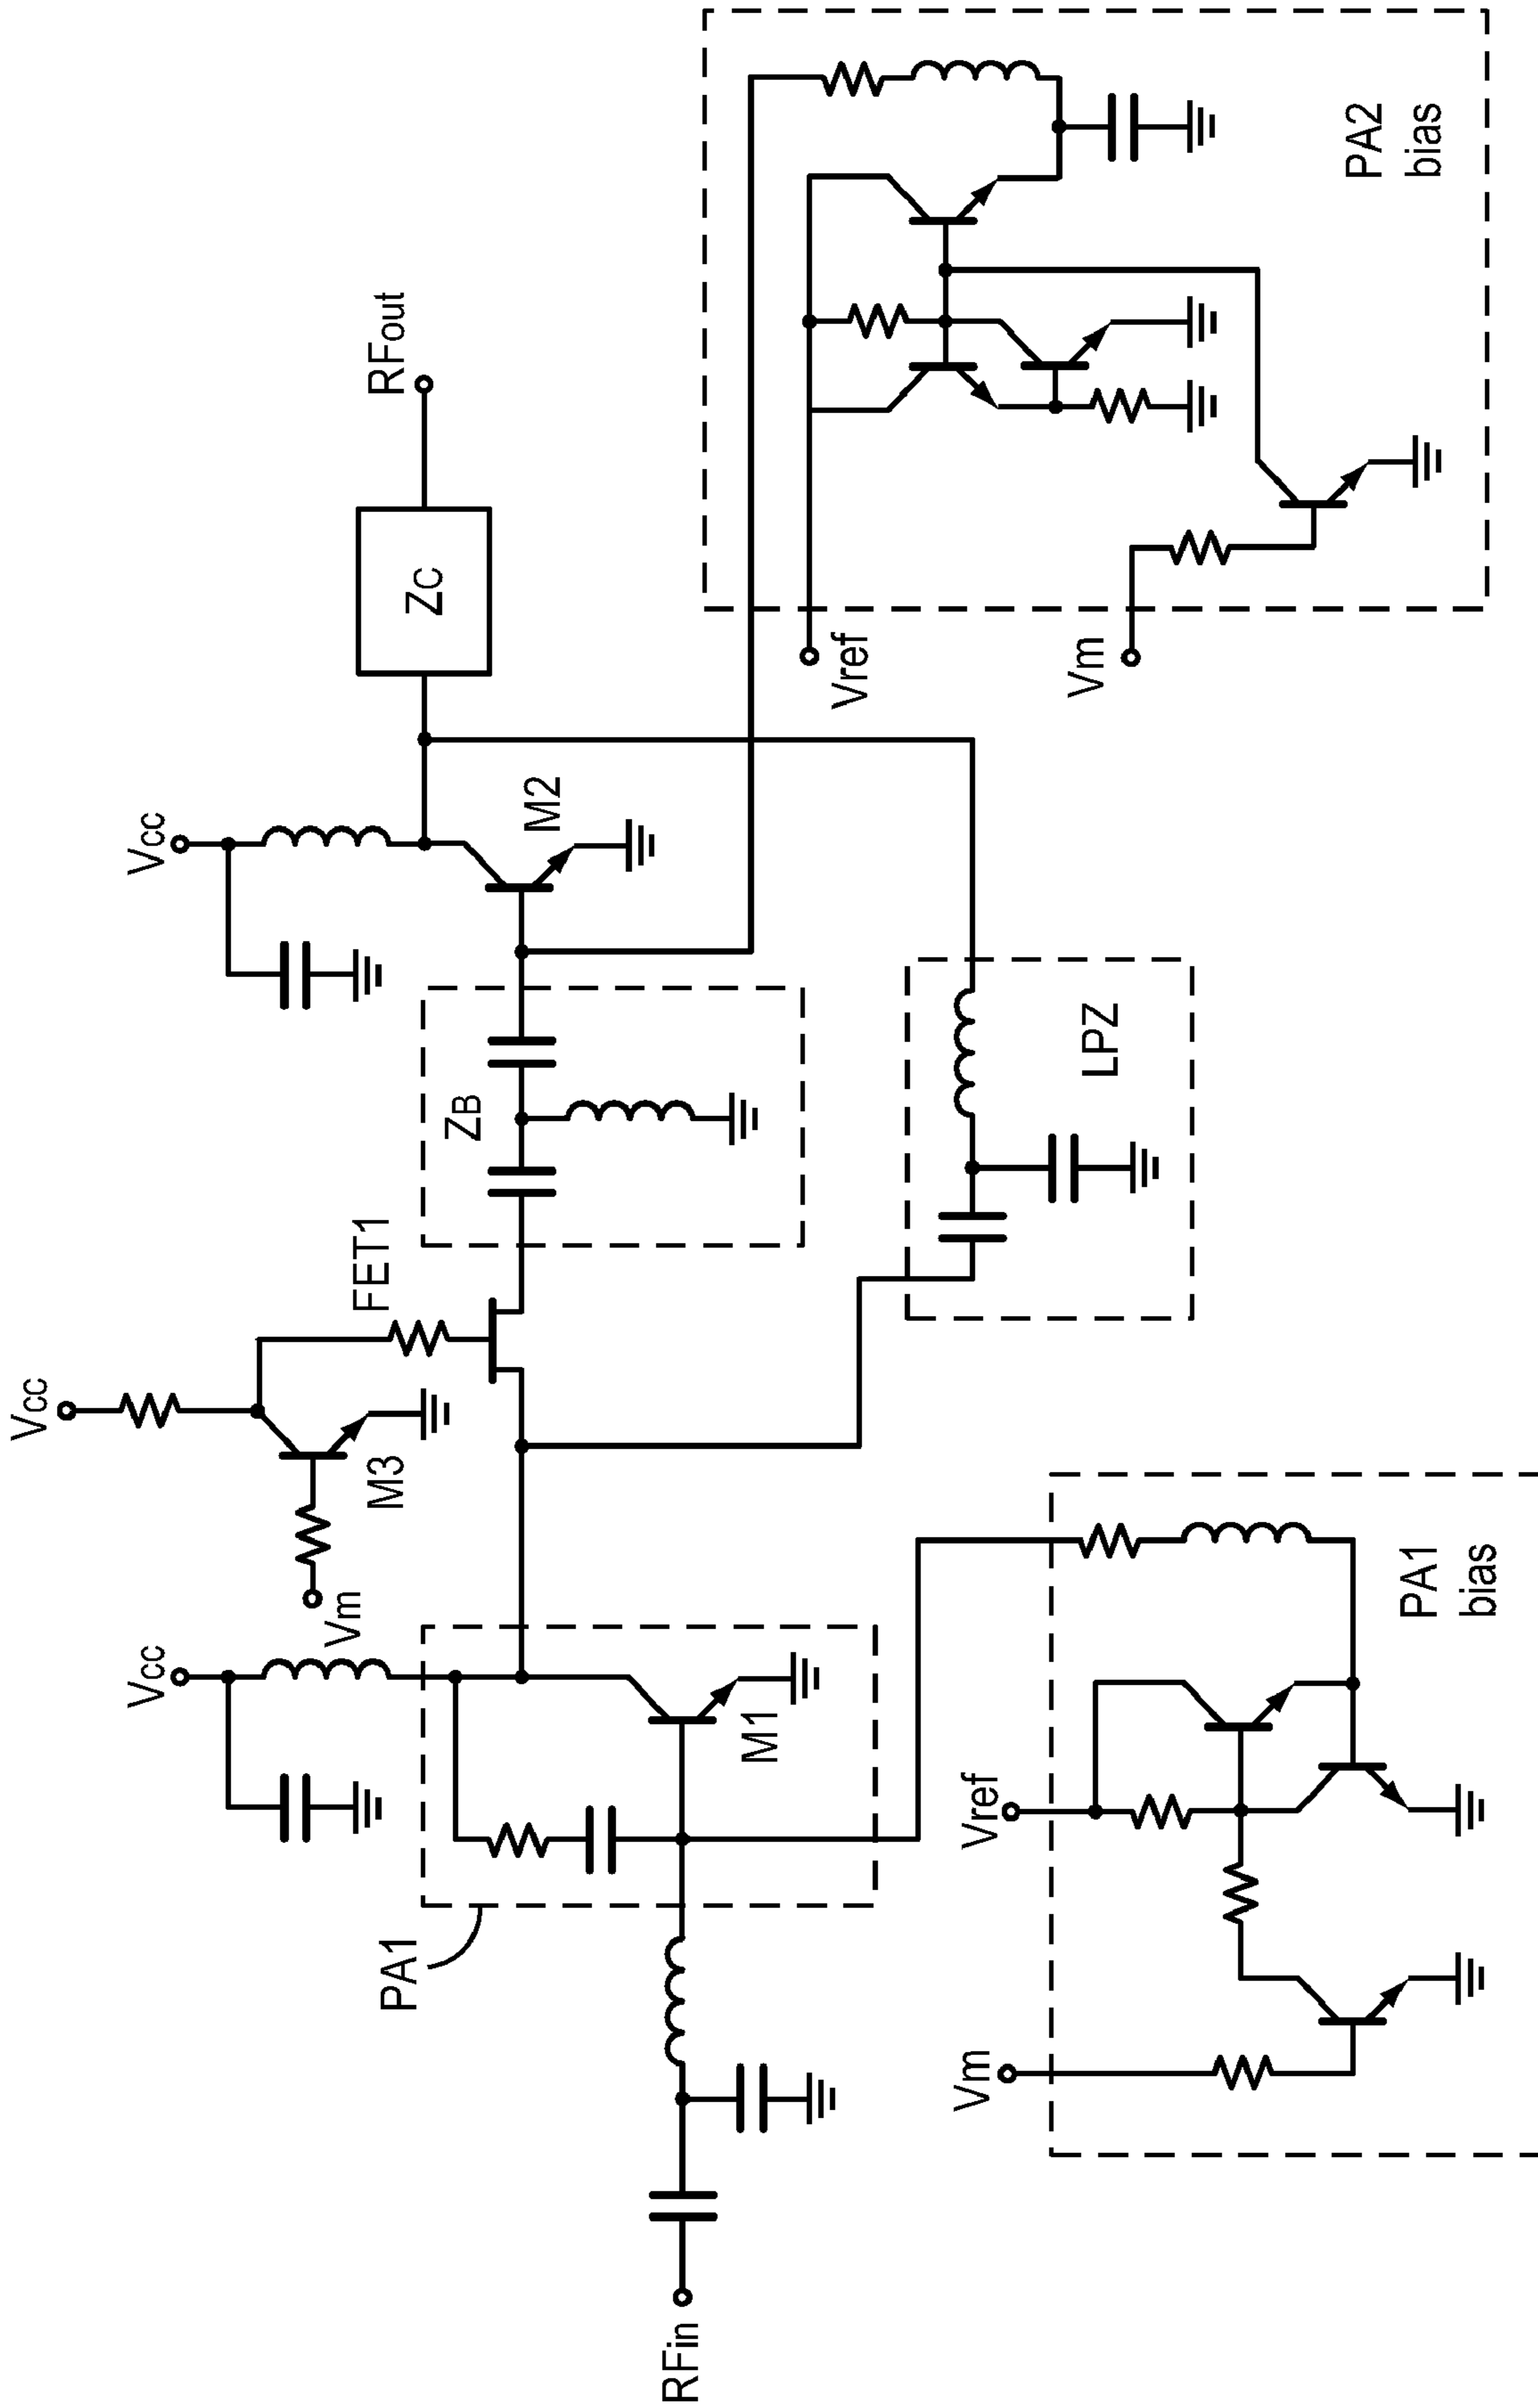 RFin
PA1
Vcc
M1
Vm
M3
Vcc
FET1
ZB
Vcc
M2
ZC
RFout
LPZ
Vm
Vref
PA1
bias
Vref
Vm
PA2
bias